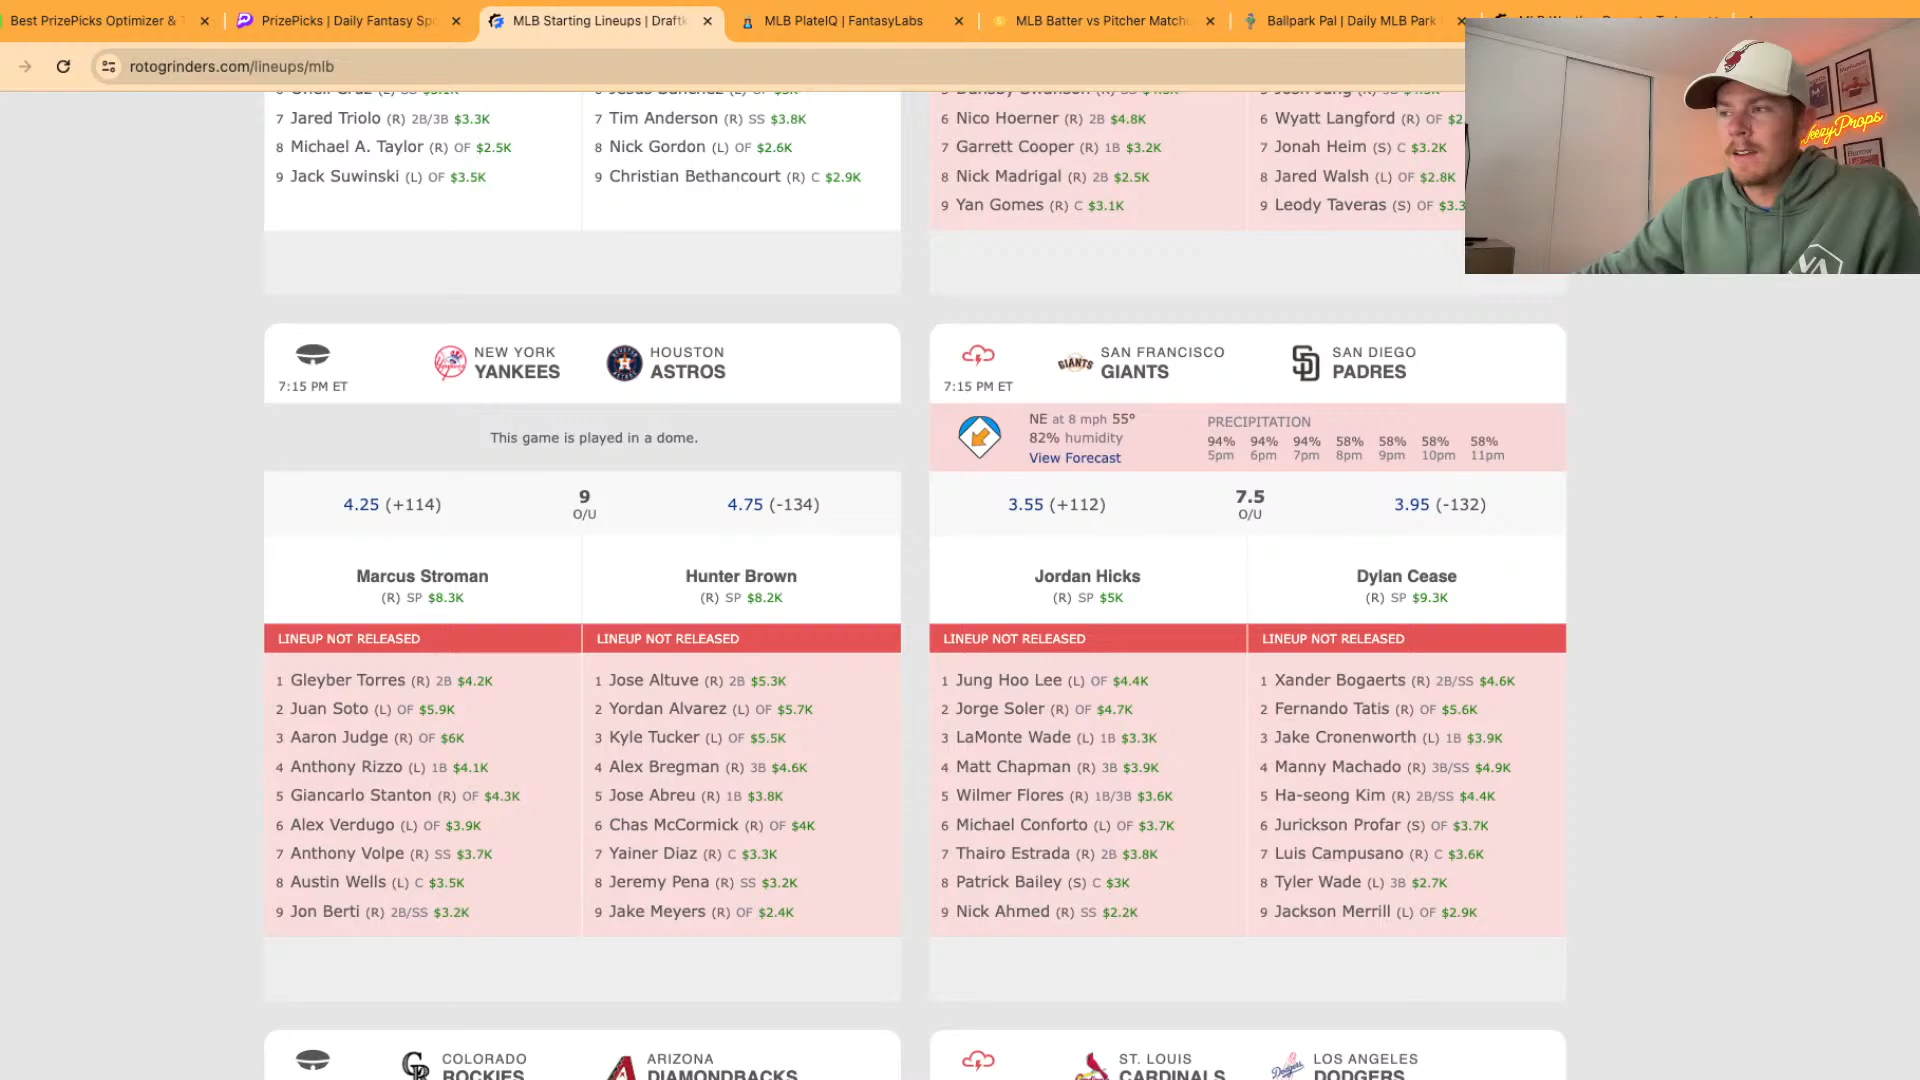 Best PrizePicks Optimizer &
PrizePicks | Daily Fantasy Spo
MLB Starting Lineups | Draftk
MLB PlateIQ | FantasyLabs
MLB Batter vs Pitcher Matchu
Ballpark Pal | Daily MLB Park
rotogrinders.com/lineups/mlb
7 Jared Triolo (R) 2B/3B $3.3K
8 Michael A. Taylor (R) OF $2.5K
9 Jack Suwinski (L) OF $3.5K
7 Tim Anderson (R) SS $3.8K
8 Nick Gordon (L) OF $2.6K
9 Christian Bethancourt (R) C $2.9K
6 Nico Hoerner (R) 2B $4.8K
7 Garrett Cooper (R) 1B $3.2K
8 Nick Madrigal (R) 2B $2.5K
9 Yan Gomes (R) C $3.1K
6 Wyatt Langford (R) OF $2
7 Jonah Heim (S) C $3.2K
8 Jared Walsh (L) OF $2.8K
9 Leody Taveras (S) OF $3.3
7:15 PM ET
NEW YORK
YANKEES
HOUSTON
ASTROS
This game is played in a dome.
4.25 (+114)
9
O/U
4.75 (-134)
Marcus Stroman
(R) SP $8.3K
Hunter Brown
(R) SP $8.2K
LINEUP NOT RELEASED
1 Gleyber Torres (R) 2B $4.2K
2 Juan Soto (L) OF $5.9K
3 Aaron Judge (R) OF $6K
4 Anthony Rizzo (L) 1B $4.1K
5 Giancarlo Stanton (R) OF $4.3K
6 Alex Verdugo (L) OF $3.9K
7 Anthony Volpe (R) SS $3.7K
8 Austin Wells (L) C $3.5K
9 Jon Berti (R) 2B/SS $3.2K
LINEUP NOT RELEASED
1 Jose Altuve (R) 2B $5.3K
2 Yordan Alvarez (L) OF $5.7K
3 Kyle Tucker (L) OF $5.5K
4 Alex Bregman (R) 3B $4.6K
5 Jose Abreu (R) 1B $3.8K
6 Chas McCormick (R) OF $4K
7 Yainer Diaz (R) C $3.3K
8 Jeremy Pena (R) SS $3.2K
9 Jake Meyers (R) OF $2.4K
7:15 PM ET
GIANTS
SAN FRANCISCO
GIANTS
SD
SAN DIEGO
PADRES
NE at 8 mph 55°
82% humidity
View Forecast
PRECIPITATION
94% 94% 94% 58% 58% 58% 58%
5pm 6pm 7pm 8pm 9pm 10pm 11pm
3.55 (+112)
7.5
O/U
3.95 (-132)
Jordan Hicks
(R) SP $5K
Dylan Cease
(R) SP $9.3K
LINEUP NOT RELEASED
1 Jung Hoo Lee (L) OF $4.4K
2 Jorge Soler (R) OF $4.7K
3 LaMonte Wade (L) 1B $3.3K
4 Matt Chapman (R) 3B $3.9K
5 Wilmer Flores (R) 1B/3B $3.6K
6 Michael Conforto (L) OF $3.7K
7 Thairo Estrada (R) 2B $3.8K
8 Patrick Bailey (S) C $3K
9 Nick Ahmed (R) SS $2.2K
LINEUP NOT RELEASED
1 Xander Bogaerts (R) 2B/SS $4.6K
2 Fernando Tatis (R) OF $5.6K
3 Jake Cronenworth (L) 1B $3.9K
4 Manny Machado (R) 3B/SS $4.9K
5 Ha-seong Kim (R) 2B/SS $4.4K
6 Jurickson Profar (S) OF $3.7K
7 Luis Campusano (R) C $3.6K
8 Tyler Wade (L) 3B $2.7K
9 Jackson Merrill (L) OF $2.9K
COLORADO
ROCKIES
ARIZONA
DIAMONDBACKS
ST. LOUIS
CARDINALS
LOS ANGELES
DODGERS